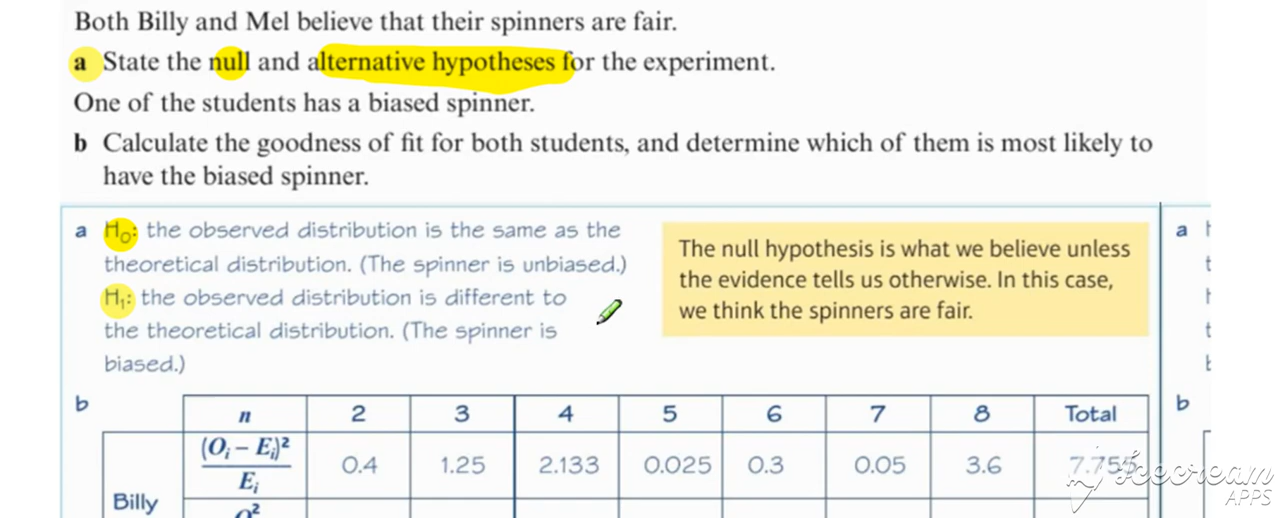 Both Billy and Mel believe that their spinners are fair.
a State the null and alternative hypotheses for the experiment.
One of the students has a biased spinner.
b Calculate the goodness of fit for both students, and determine which of them is most likely to
have the biased spinner.
a H₀: the observed distribution is the same as the
theoretical distribution. (The spinner is unbiased.)
H₁: the observed distribution is different to
the theoretical distribution. (The spinner is
biased.)
The null hypothesis is what we believe unless
the evidence tells us otherwise. In this case,
we think the spinners are fair.
a
b
n 2 3 4 5 6 7 8 Total
(Oᵢ – Eᵢ)²
Eᵢ
0.4 1.25 2.133 0.025 0.3 0.05 3.6
Billy
b
Icecream
APPS